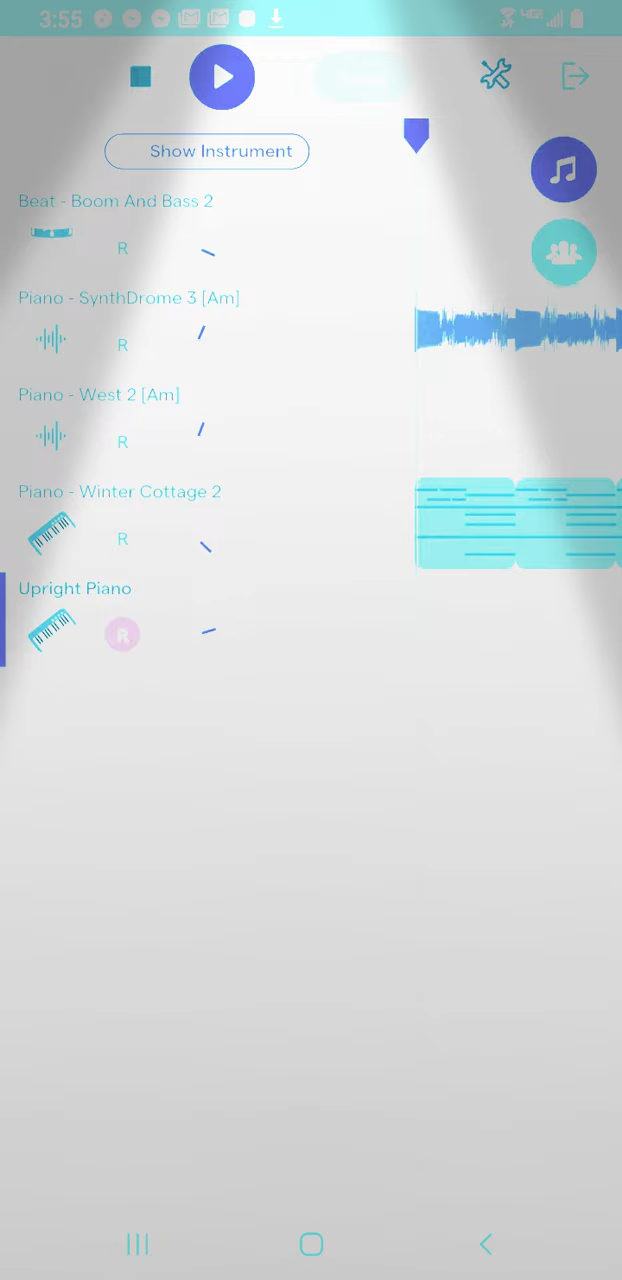 3:55 4GE
Show Instrument
Beat - Boom And Bass 2
R
Piano - SynthDrome 3 [Am]
R
Piano - West 2 [Am]
R
Piano - Winter Cottage 2
R
Upright Piano
R